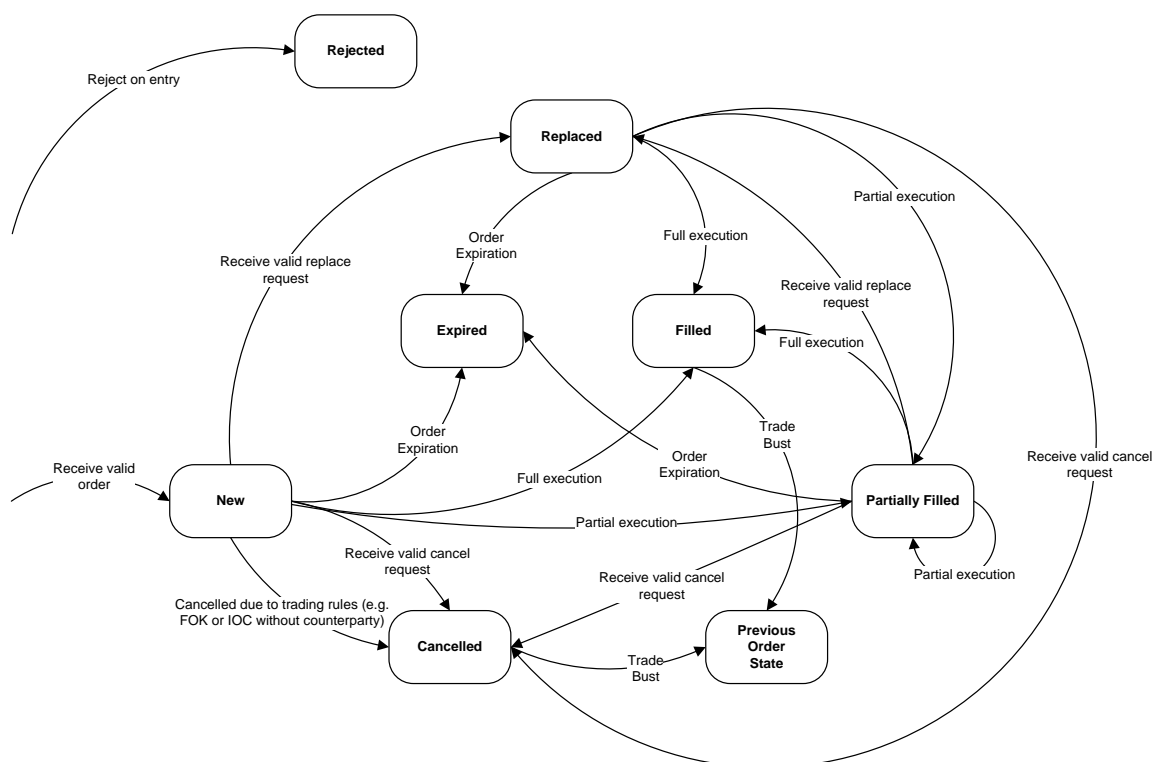 Rejected
Reject on entry
Replaced
Partial execution
Order
Expiration
Full execution
Receive valid replace
request
Receive valid replace
request
Expired
Filled
Full execution
Order
Expiration
Trade
Bust
Order
Expiration
Receive valid cancel
request
Receive valid
order
Full execution
New
Partially Filled
Partial execution
Receive valid cancel
request
Receive valid cancel
request
Partial execution
Cancelled due to trading rules (e.g.
FOK or IOC without counterparty)
Cancelled
Previous
Order
State
Trade
Bust